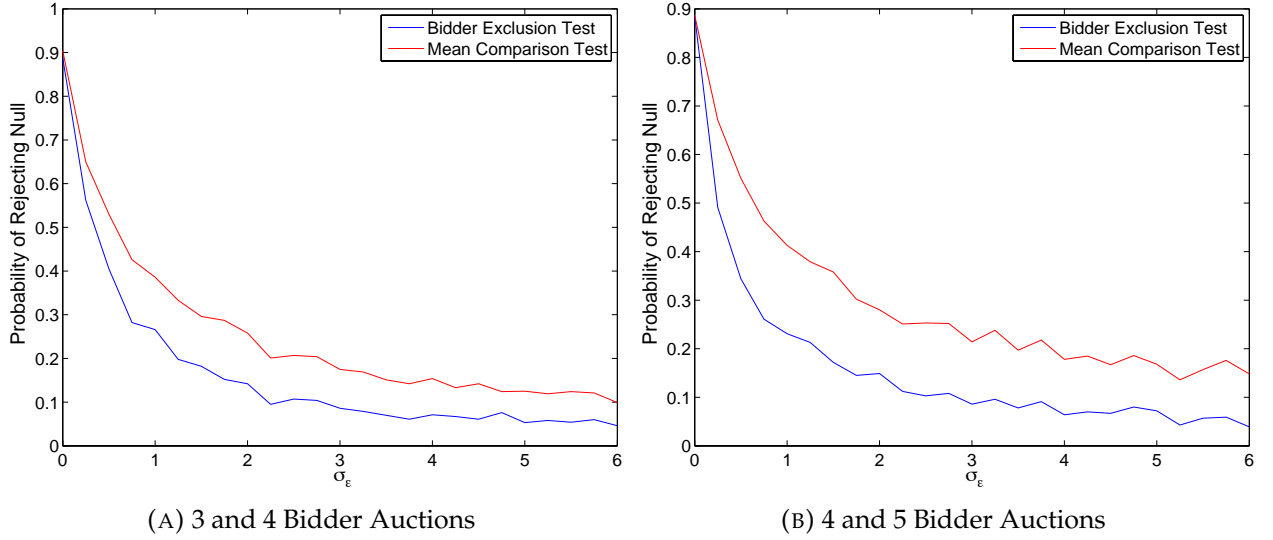 1
0.9
0.8
0.7
0.6
0.5
0.4
0.3
0.2
0.1
0
Probability of Rejecting Null
Bidder Exclusion Test
Mean Comparison Test
0 1 2 3 4 5 6
σε
(A) 3 and 4 Bidder Auctions
0.9
0.8
0.7
0.6
0.5
0.4
0.3
0.2
0.1
0
Probability of Rejecting Null
Bidder Exclusion Test
Mean Comparison Test
0 1 2 3 4 5 6
σε
(B) 4 and 5 Bidder Auctions